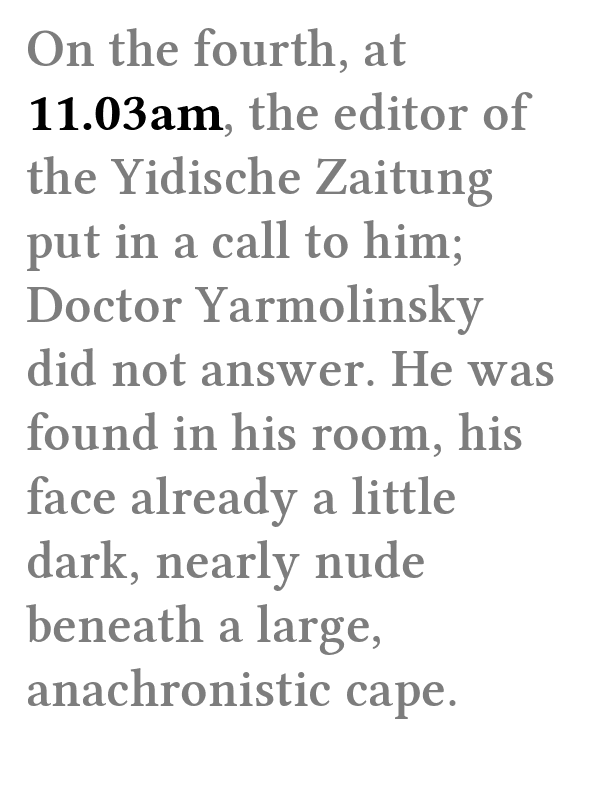 On the fourth, at
11.03am, the editor of
the Yidische Zaitung
put in a call to him;
Doctor Yarmolinsky
did not answer. He was
found in his room, his
face already a little
dark, nearly nude
beneath a large,
anachronistic cape.